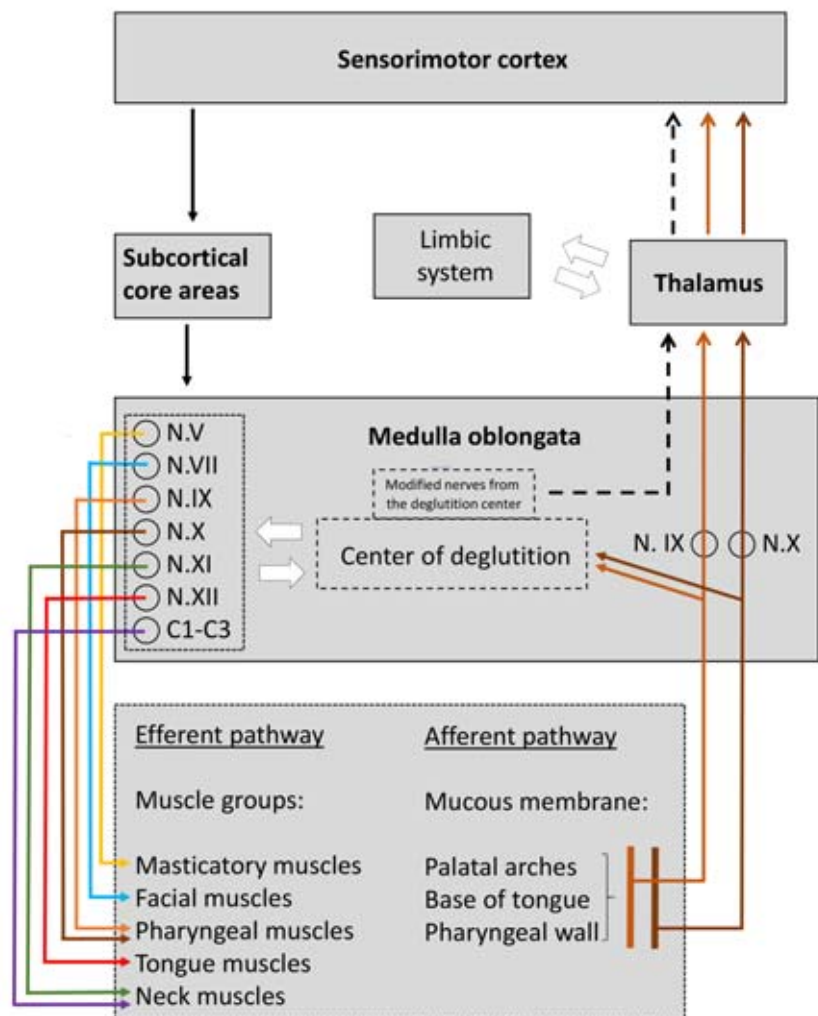 Sensorimotor cortex
Subcortical
core areas
Limbic
system
Thalamus
Medulla oblongata
N.V
N.VII
N.IX
N.X
N.XI
N.XII
C1-C3
Modified nerves from
the deglutition center
Center of deglutition
N. IX
N.X
Efferent pathway
Muscle groups:
Masticatory muscles
Facial muscles
Pharyngeal muscles
Tongue muscles
Neck muscles
Afferent pathway
Mucous membrane:
Palatal arches
Base of tongue
Pharyngeal wall